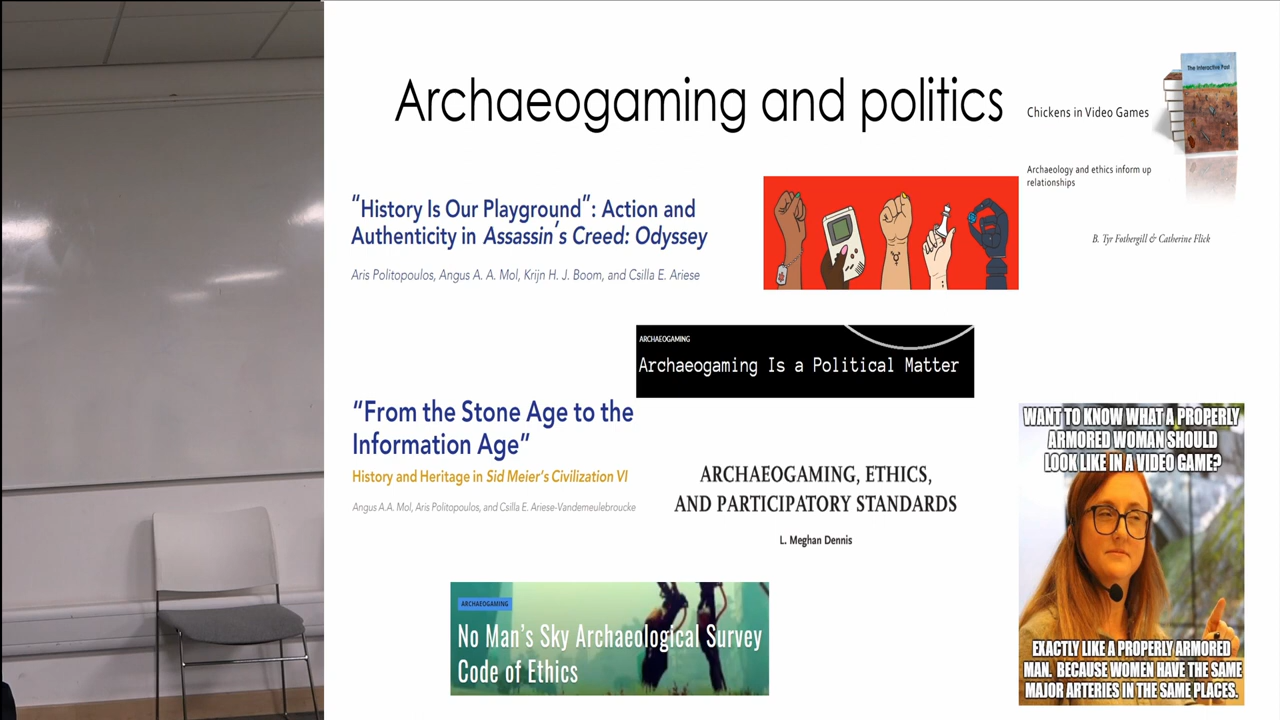 Archaeogaming and politics
Chickens in Video Games
The Interactive Past
Archaeology and ethics inform up
relationships
B. Tyr Fothergill & Catherine Flick
“History Is Our Playground”: Action and
Authenticity in Assassin's Creed: Odyssey
Aris Politopoulos, Angus A. A. Mol, Krijn H. J. Boom, and Csilla E. Ariese
ARCHAEOGAMING
Archaeogaming Is a Political Matter
“From the Stone Age to the
Information Age”
History and Heritage in Sid Meier's Civilization VI
Angus A.A. Mol, Aris Politopoulos, and Csilla E. Ariese-Vandemeulebroucke
ARCHAEOGAMING, ETHICS,
AND PARTICIPATORY STANDARDS
L. Meghan Dennis
ARCHAEOGAMING
No Man's Sky Archaeological Survey
Code of Ethics
WANT TO KNOW WHAT A PROPERLY
ARMORED WOMAN SHOULD
LOOK LIKE IN A VIDEO GAME?
EXACTLY LIKE A PROPERLY ARMORED
MAN. BECAUSE WOMEN HAVE THE SAME
MAJOR ARTERIES IN THE SAME PLACES.